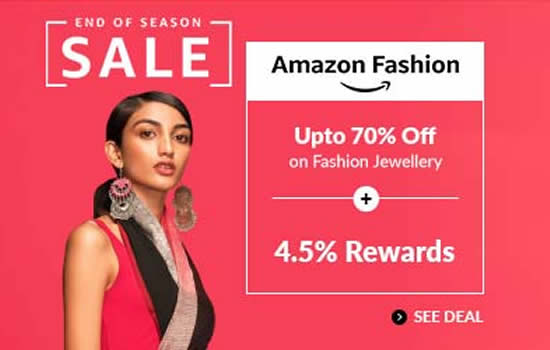 END OF SEASON
SALE
Amazon Fashion
Upto 70% Off
on Fashion Jewellery
+
4.5% Rewards
SEE DEAL